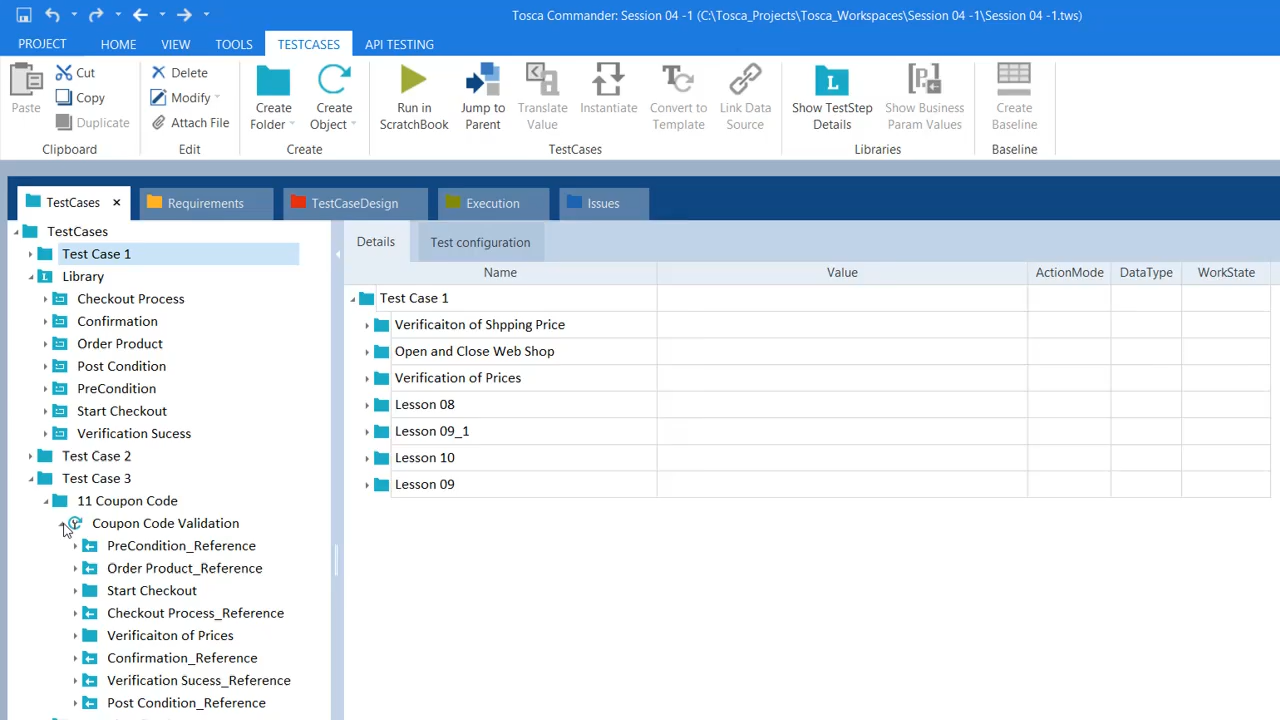 Tosca Commander: Session 04 -1 (C:\Tosca_Projects\Tosca_Workspaces\Session 04 -1\Session 04 -1.tws)
PROJECT HOME VIEW TOOLS TESTCASES API TESTING
Paste
Cut
Copy
Duplicate
Clipboard
Delete
Modify
Attach File
Edit
Create Folder
Create Object
Create
Run in ScratchBook
Jump to Parent
Translate Value
Instantiate
Convert to Template
Link Data Source
TestCases
Show TestStep Details
Show Business Param Values
Libraries
Create Baseline
Baseline
TestCases × Requirements TestCaseDesign Execution Issues
TestCases
Test Case 1
Library
Checkout Process
Confirmation
Order Product
Post Condition
PreCondition
Start Checkout
Verification Sucess
Test Case 2
Test Case 3
11 Coupon Code
Coupon Code Validation
PreCondition_Reference
Order Product_Reference
Start Checkout
Checkout Process_Reference
Verificaiton of Prices
Confirmation_Reference
Verification Sucess_Reference
Post Condition_Reference
Details Test configuration
Name Value ActionMode DataType WorkState
Test Case 1
Verificaiton of Shpping Price
Open and Close Web Shop
Verification of Prices
Lesson 08
Lesson 09_1
Lesson 10
Lesson 09